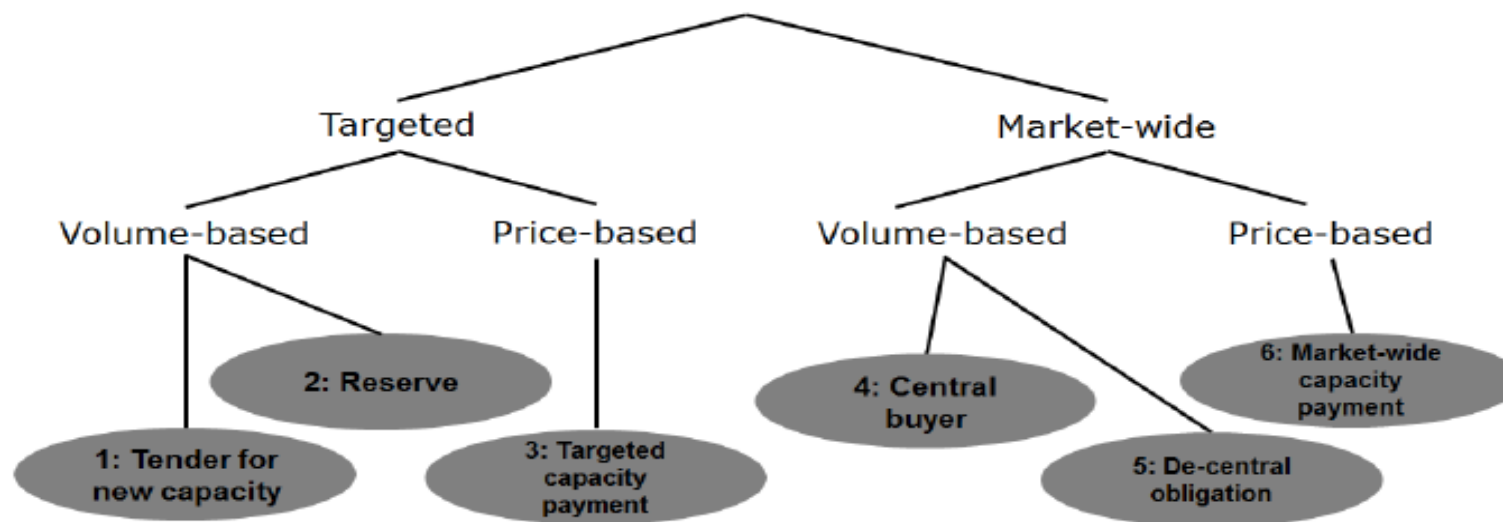 Targeted
Market-wide
Volume-based
Price-based
Volume-based
Price-based
2: Reserve
6: Market-wide
capacity
payment
4: Central
buyer
1: Tender for
new capacity
3: Targeted
capacity
payment
5: De-central
obligation